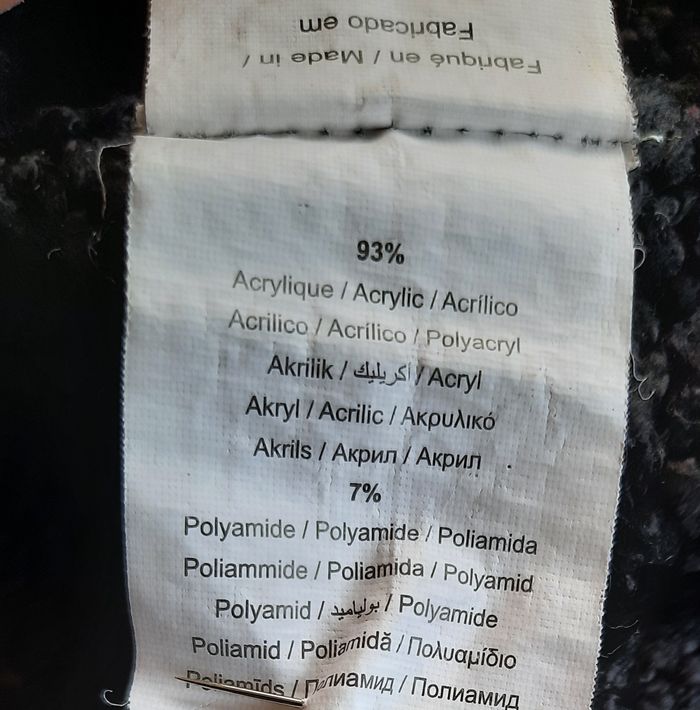 Fabricado em
Fabriqué en / Made in /
93%
Acrylique / Acrylic / Acrílico
Acrilico / Acrílico / Polyacryl
Akrilik / أكريليك / Acryl
Akryl / Acrilic / Ακρυλικό
Akrils / Акрил / Акрил
7%
Polyamide / Polyamide / Poliamida
Poliammide / Poliamida / Polyamid
Polyamid / بولياميد / Polyamide
Poliamid / Poliamidă / Πολυαμίδιο
Poliamīds / Полиамид / Полиамид